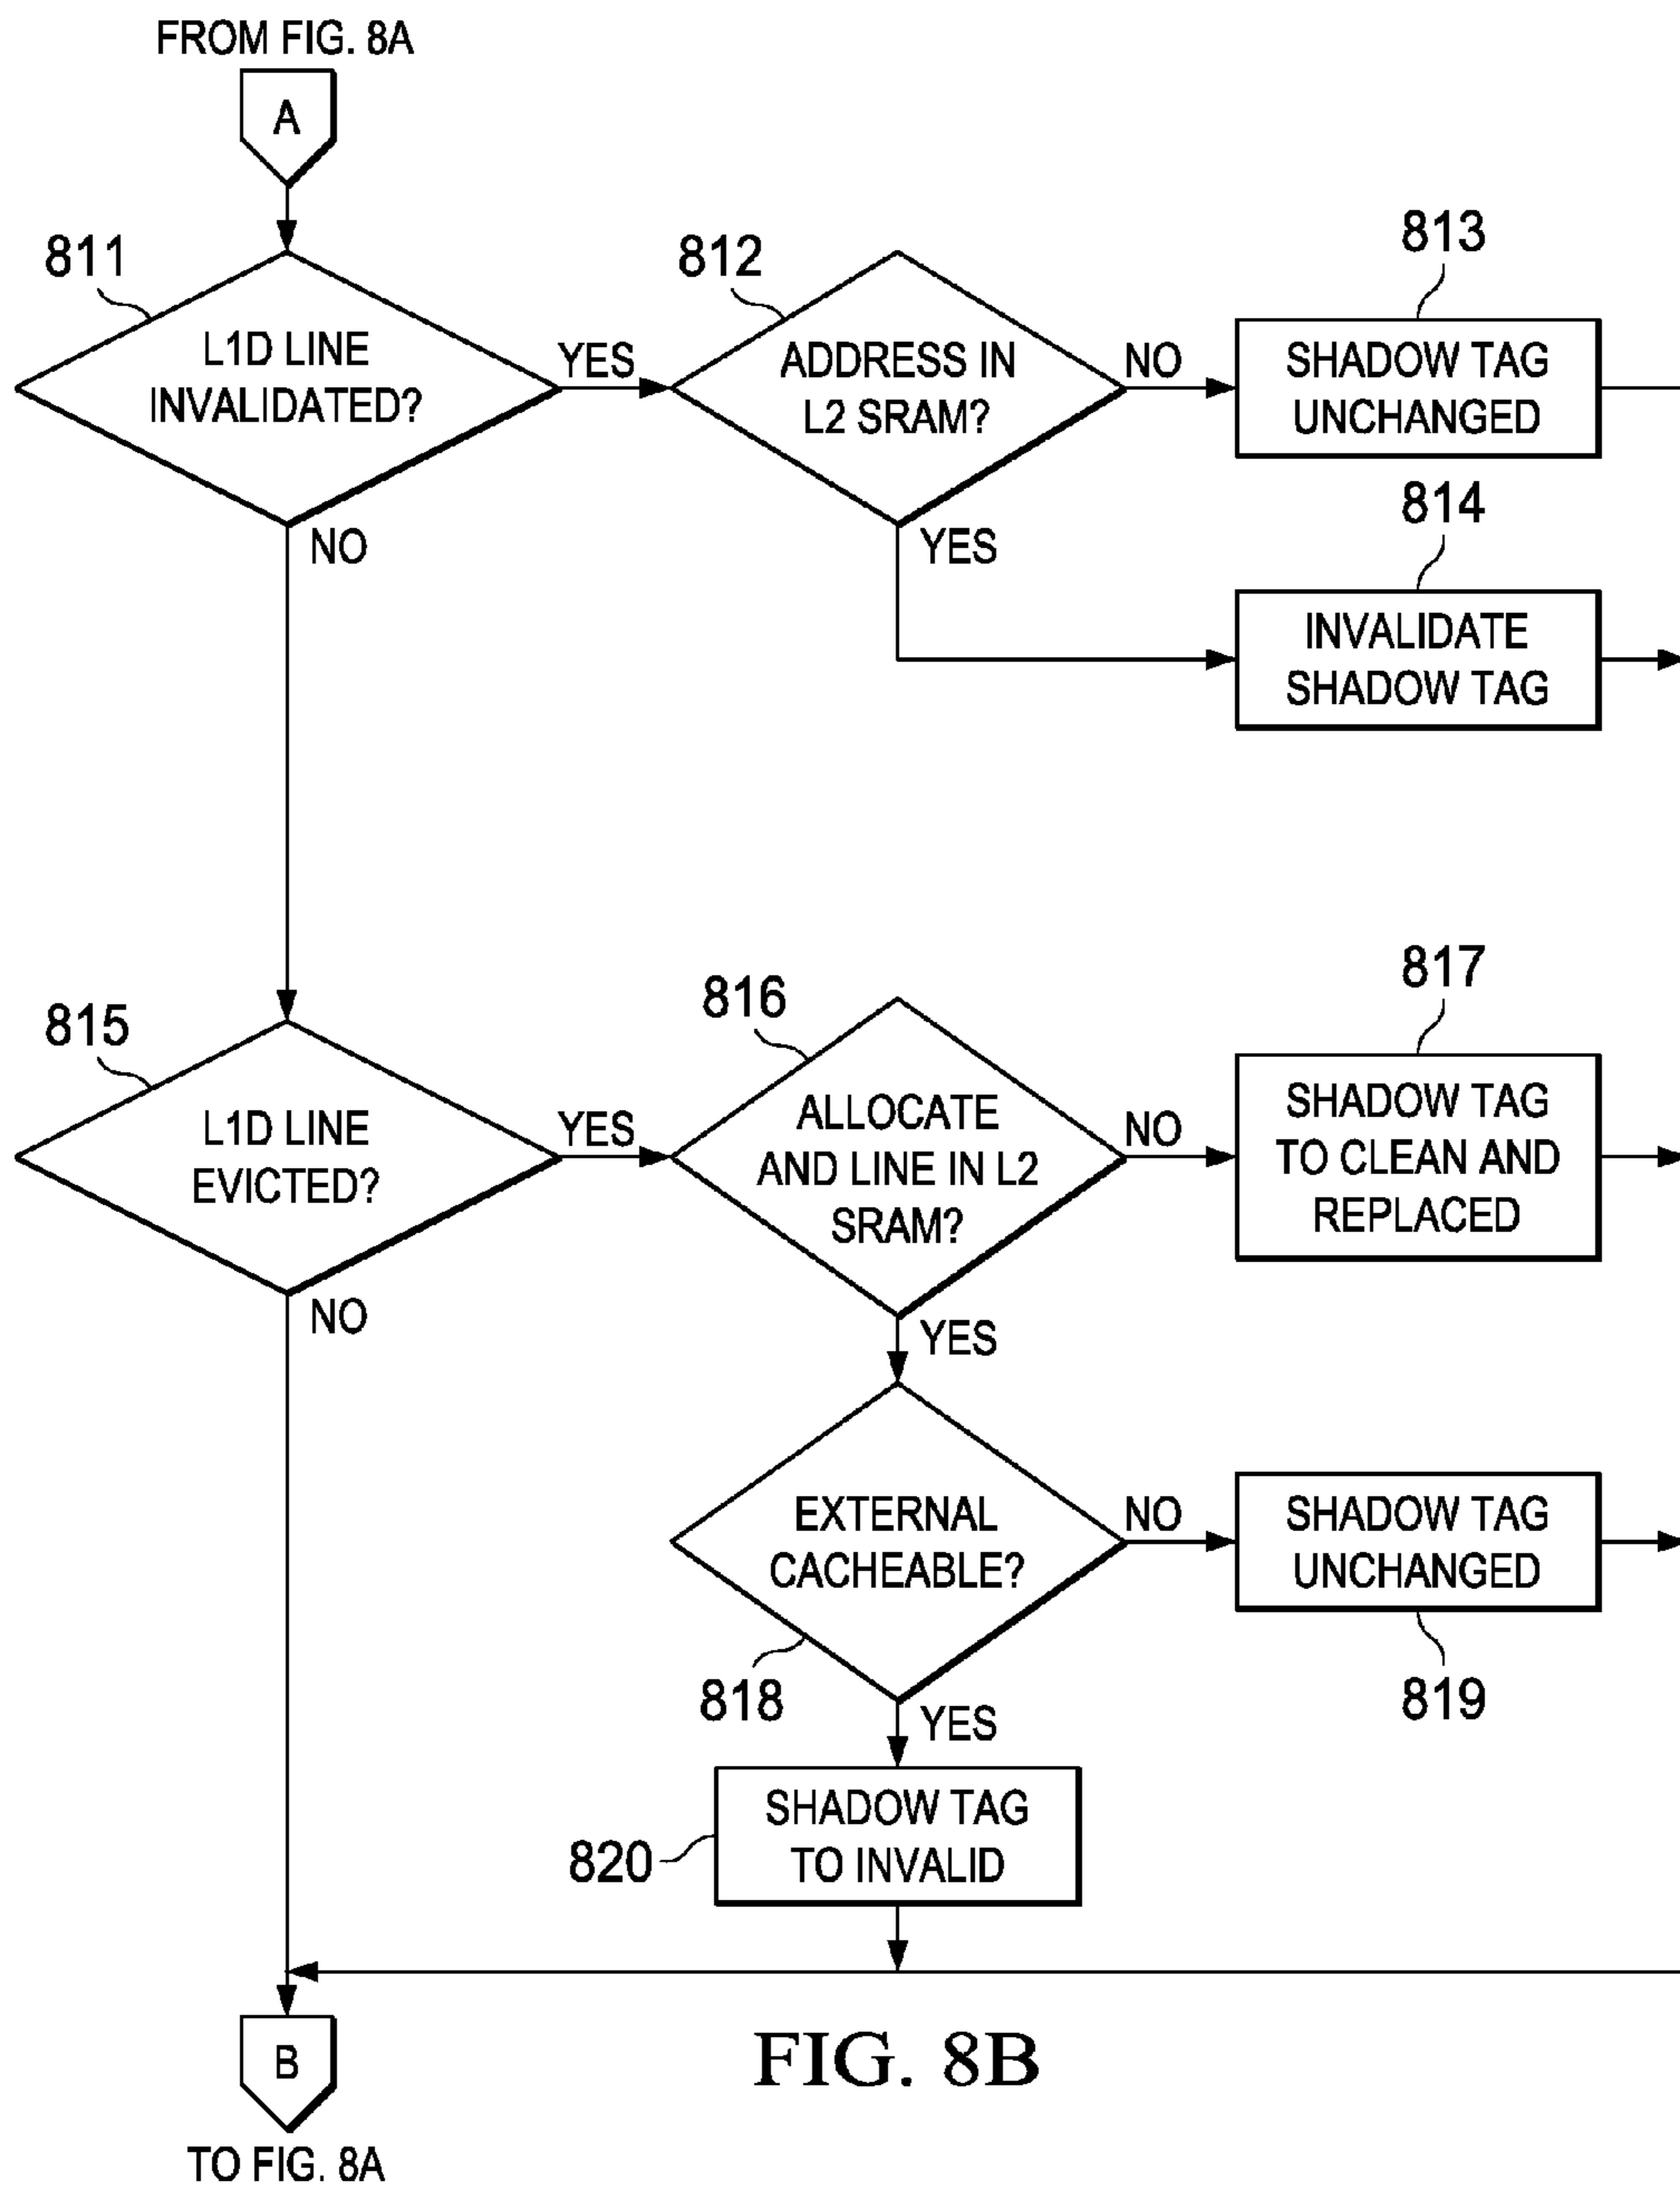 FROM FIG. 8A
A
811
L1D LINE
INVALIDATED?
YES
NO
812
ADDRESS IN
L2 SRAM?
NO
YES
813
SHADOW TAG
UNCHANGED
814
INVALIDATE
SHADOW TAG
815
L1D LINE
EVICTED?
YES
NO
816
ALLOCATE
AND LINE IN L2
SRAM?
NO
YES
817
SHADOW TAG
TO CLEAN AND
REPLACED
EXTERNAL
CACHEABLE?
818
NO
YES
SHADOW TAG
UNCHANGED
819
820
SHADOW TAG
TO INVALID
B
TO FIG. 8A
FIG. 8B